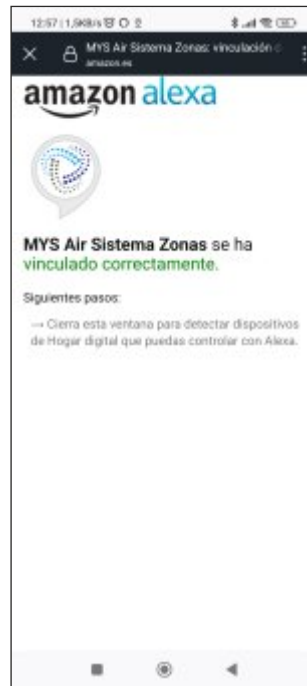 12:57 | 1,9KB/s
MYS Air Sistema Zonas: vinculación c
amazon.es
amazon alexa
MYS Air Sistema Zonas se ha
vinculado correctamente.
Siguientes pasos:
→ Cierra esta ventana para detectar dispositivos
de Hogar digital que puedas controlar con Alexa.